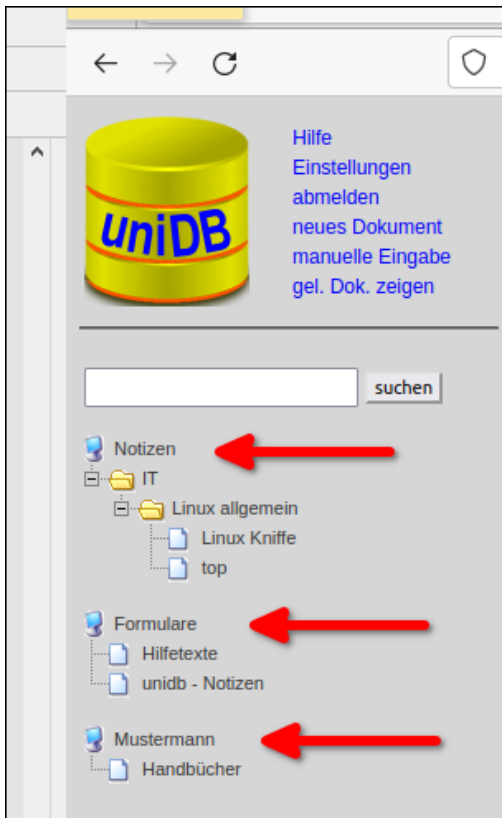 uniDB
Hilfe
Einstellungen
abmelden
neues Dokument
manuelle Eingabe
gel. Dok. zeigen
suchen
Notizen
IT
Linux allgemein
Linux Kniffe
top
Formulare
Hilfetexte
unidb - Notizen
Mustermann
Handbücher